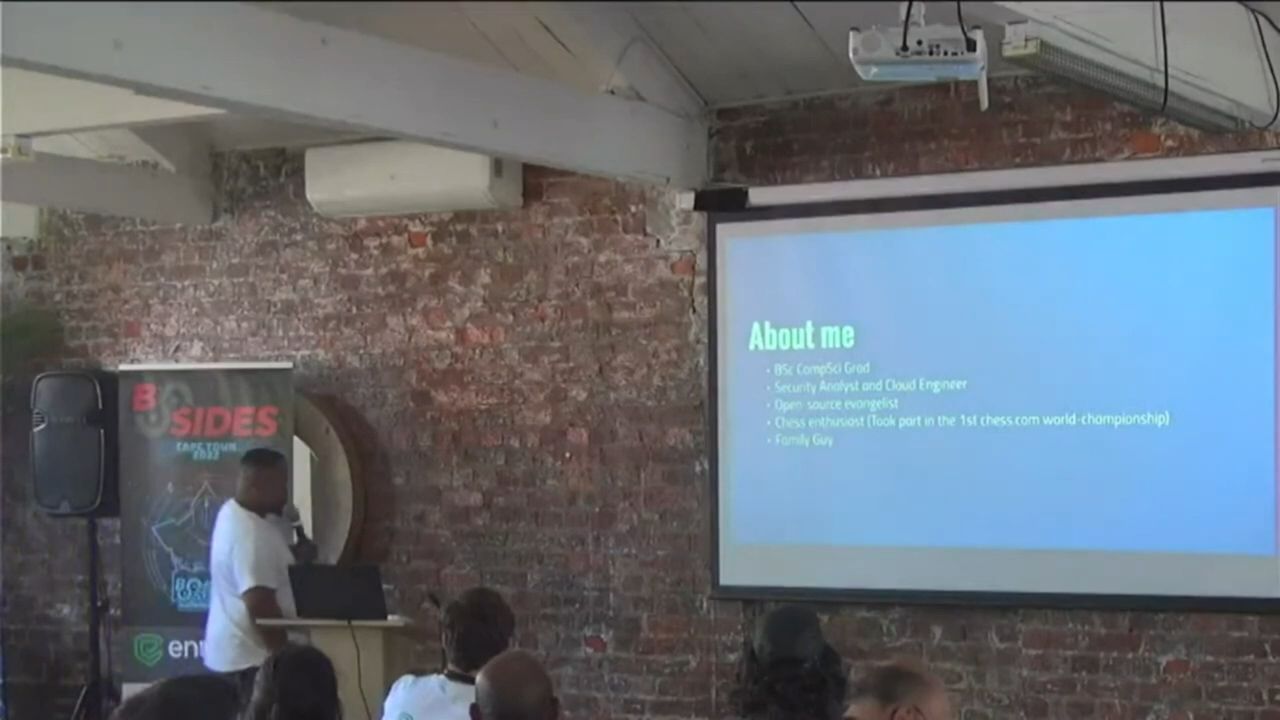 B SIDES
CAPE TOWN
2022
About me
• BSc CompSci Grad
• Security Analyst and Cloud Engineer
• Open source evangelist
• Chess enthusiast (Took part in the 1st chess.com world-championship)
• Family Guy